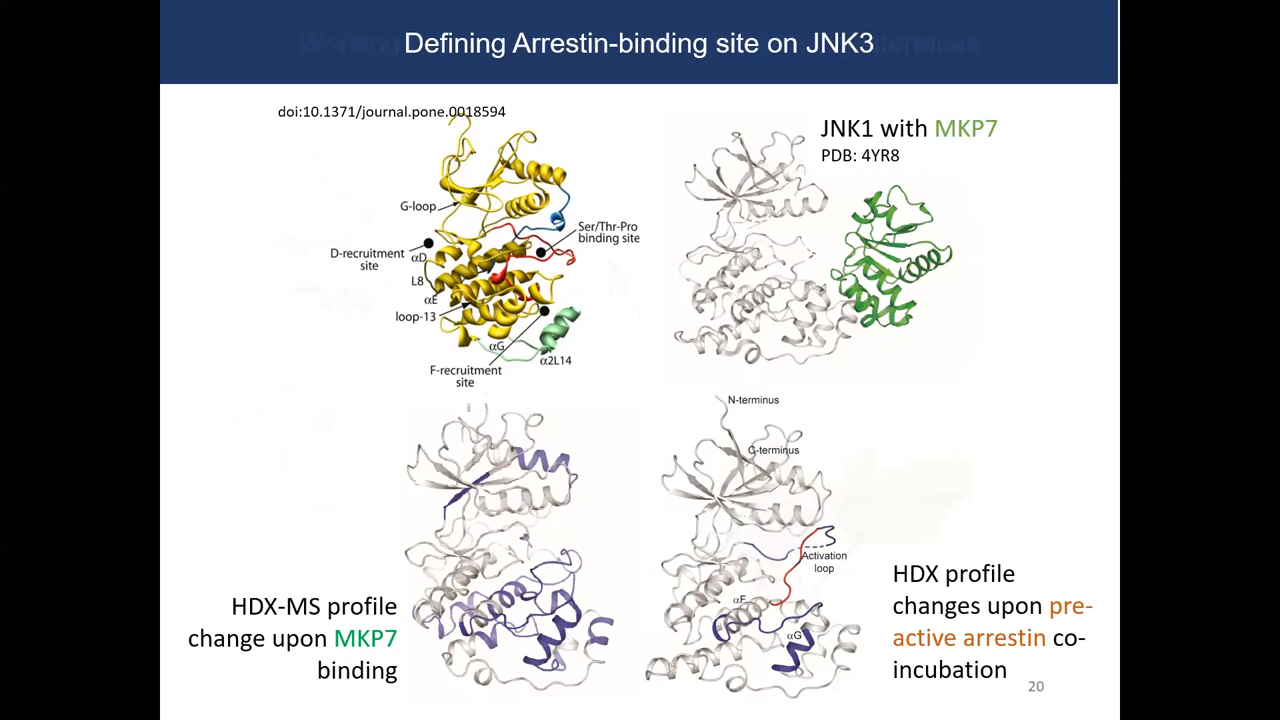 Defining Arrestin-binding site on JNK3
doi:10.1371/journal.pone.0018594
G-loop
D-recruitment
site
αD
L8
αE
loop-13
αG
F-recruitment
site
α2L14
Ser/Thr-Pro
binding site
JNK1 with MKP7
PDB: 4YR8
HDX-MS profile
change upon MKP7
binding
N-terminus
C-terminus
Activation
loop
αF
αG
HDX profile
changes upon pre-
active arrestin co-
incubation
20